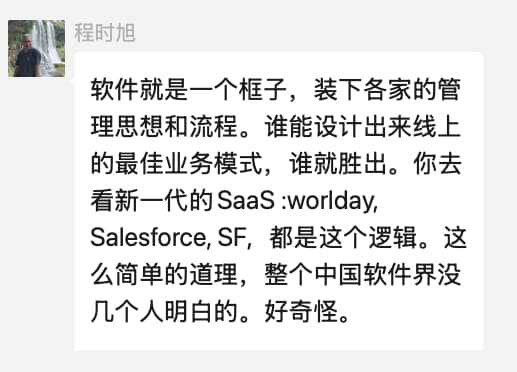 程时旭
软件就是一个框子，装下各家的管
理思想和流程。谁能设计出来线上
的最佳业务模式，谁就胜出。你去
看新一代的SaaS :worlday,
Salesforce, SF，都是这个逻辑。这
么简单的道理，整个中国软件界没
几个人明白的。好奇怪。